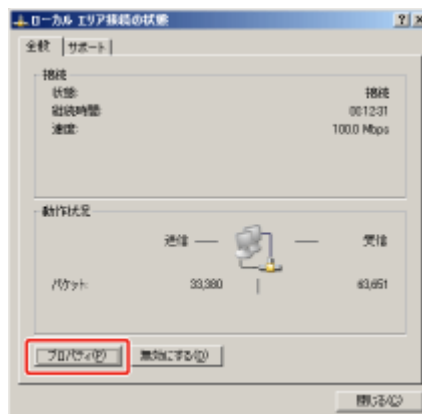 ローカル エリア接続の状態
全般 サポート
接続
状態: 接続
継続時間: 00:12:31
速度: 100.0 Mbps
動作状況
送信 — — 受信
パケット: 33,380 | 63,651
プロパティ(P) 無効にする(D)
閉じる(C)